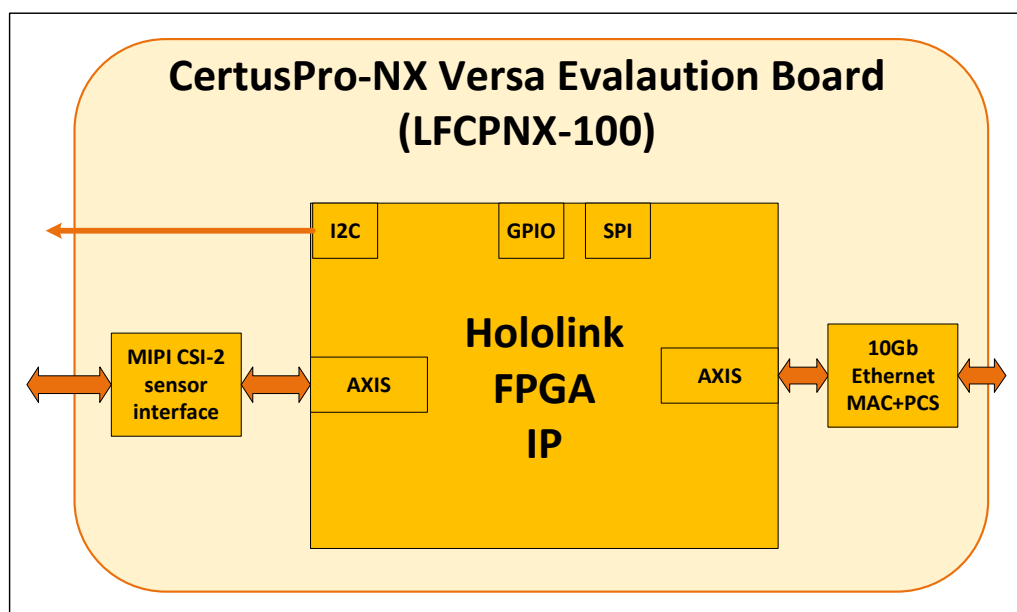 CertusPro-NX Versa Evalaution Board
(LFCPNX-100)
I2C
GPIO
SPI
Hololink
FPGA
IP
MIPI CSI-2
sensor
interface
AXIS
AXIS
10Gb
Ethernet
MAC+PCS